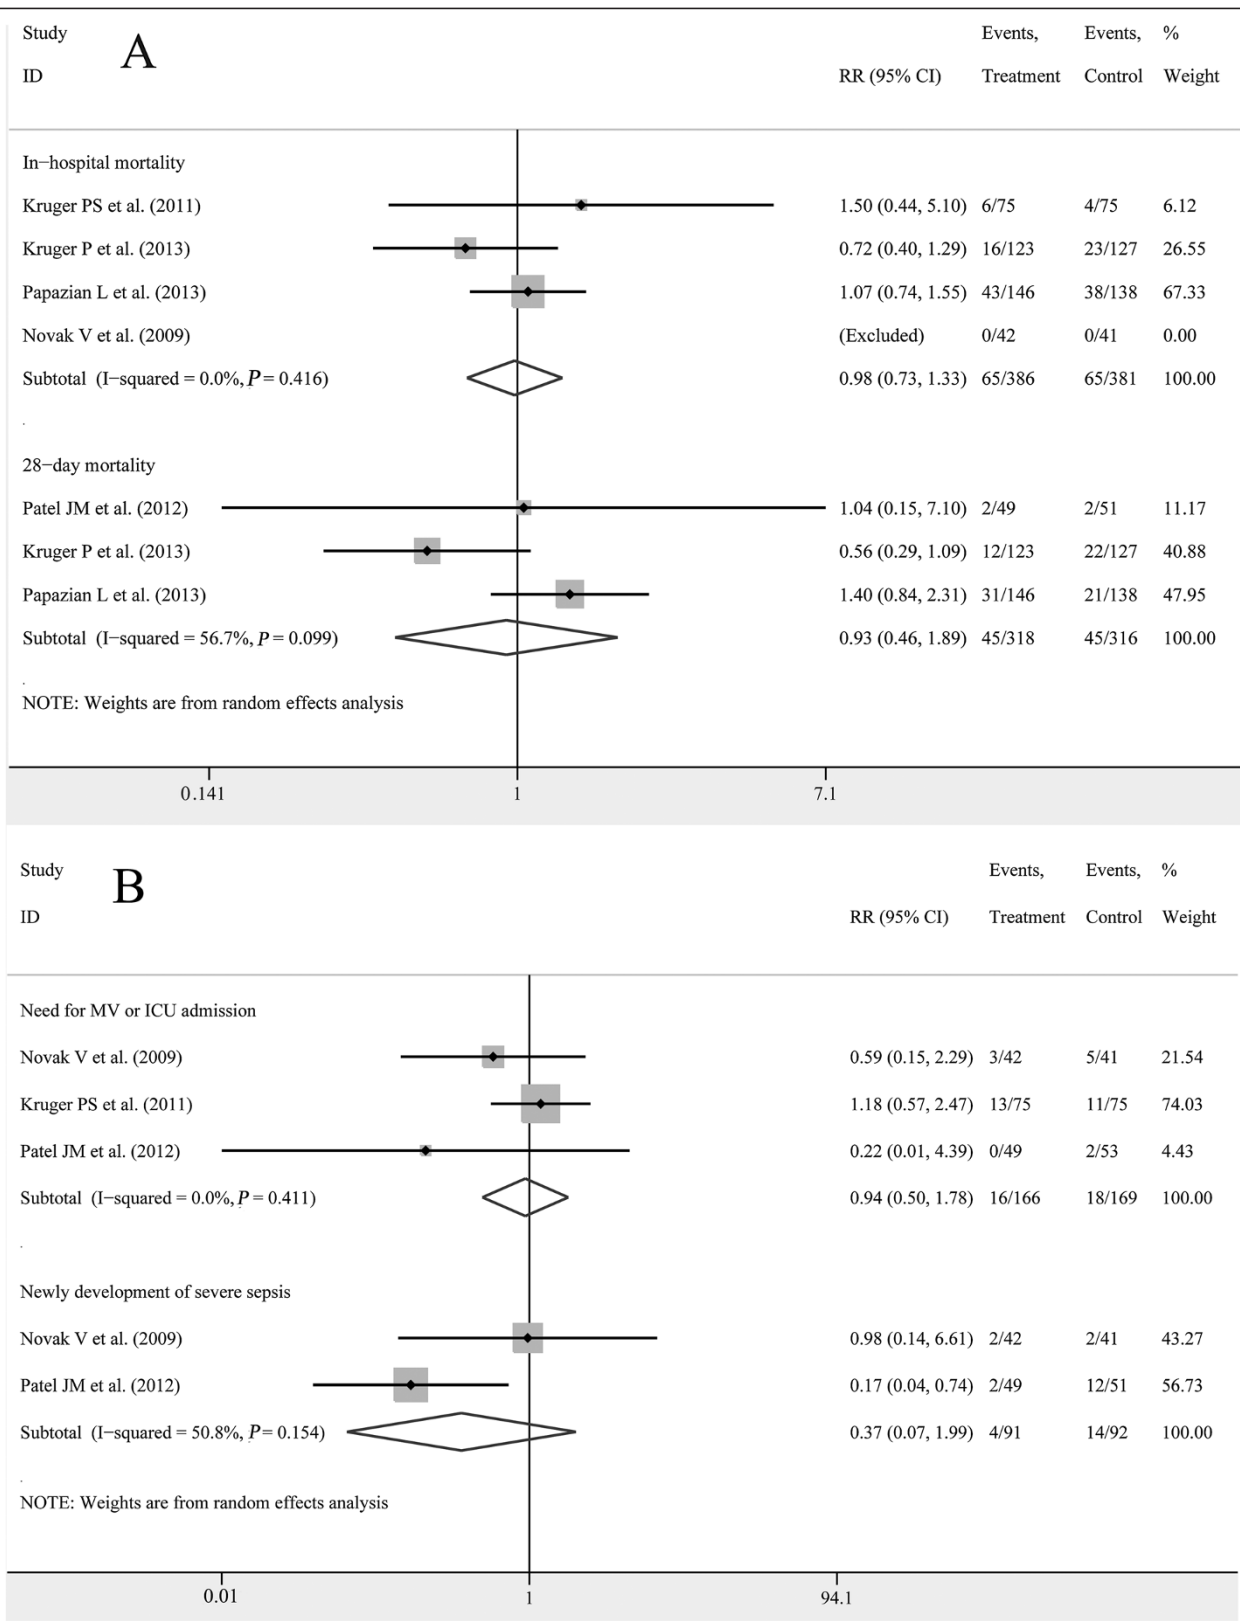 Study Events, Events, %
A
ID RR (95% CI) Treatment Control Weight
In−hospital mortality
Kruger PS et al. (2011) 1.50 (0.44, 5.10) 6/75 4/75 6.12
Kruger P et al. (2013) 0.72 (0.40, 1.29) 16/123 23/127 26.55
Papazian L et al. (2013) 1.07 (0.74, 1.55) 43/146 38/138 67.33
Novak V et al. (2009) (Excluded) 0/42 0/41 0.00
Subtotal (I−squared = 0.0%, P = 0.416) 0.98 (0.73, 1.33) 65/386 65/381 100.00
.
28−day mortality
Patel JM et al. (2012) 1.04 (0.15, 7.10) 2/49 2/51 11.17
Kruger P et al. (2013) 0.56 (0.29, 1.09) 12/123 22/127 40.88
Papazian L et al. (2013) 1.40 (0.84, 2.31) 31/146 21/138 47.95
Subtotal (I−squared = 56.7%, P = 0.099) 0.93 (0.46, 1.89) 45/318 45/316 100.00
.
NOTE: Weights are from random effects analysis
0.141 1 7.1
Study Events, Events, %
B
ID RR (95% CI) Treatment Control Weight
Need for MV or ICU admission
Novak V et al. (2009) 0.59 (0.15, 2.29) 3/42 5/41 21.54
Kruger PS et al. (2011) 1.18 (0.57, 2.47) 13/75 11/75 74.03
Patel JM et al. (2012) 0.22 (0.01, 4.39) 0/49 2/53 4.43
Subtotal (I−squared = 0.0%, P = 0.411) 0.94 (0.50, 1.78) 16/166 18/169 100.00
.
Newly development of severe sepsis
Novak V et al. (2009) 0.98 (0.14, 6.61) 2/42 2/41 43.27
Patel JM et al. (2012) 0.17 (0.04, 0.74) 2/49 12/51 56.73
Subtotal (I−squared = 50.8%, P = 0.154) 0.37 (0.07, 1.99) 4/91 14/92 100.00
.
NOTE: Weights are from random effects analysis
0.01 1 94.1